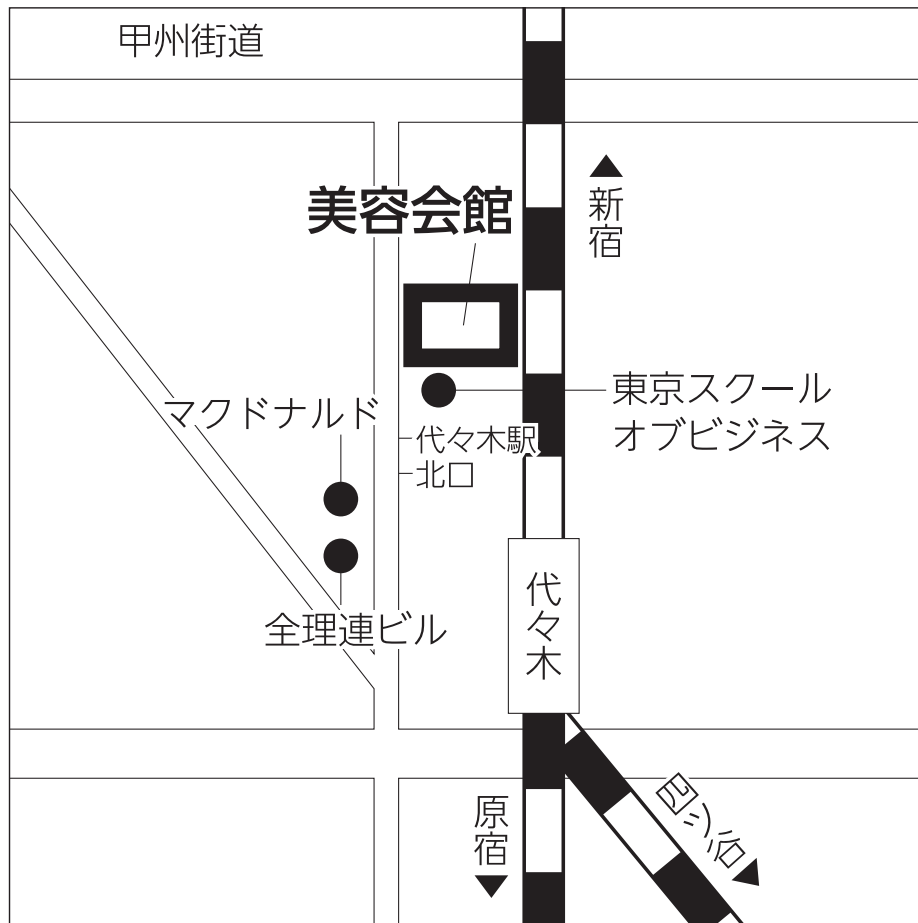 甲州街道
美容会館
新宿
マクドナルド
東京スクール
オブビジネス
代々木駅
北口
全理連ビル
代々木
原宿
四ツ谷